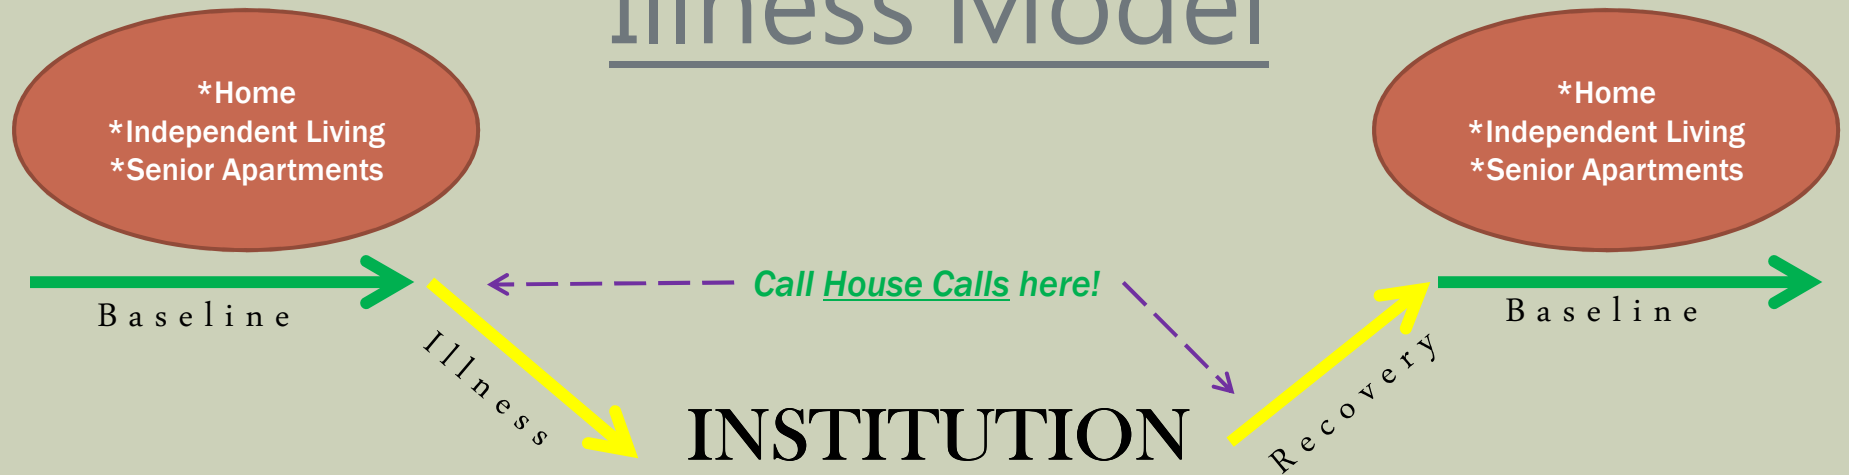 Illness Model
*Home
*Independent Living
*Senior Apartments
*Home
*Independent Living
*Senior Apartments
Call House Calls here!
Baseline
Baseline
Illness
Recovery
INSTITUTION